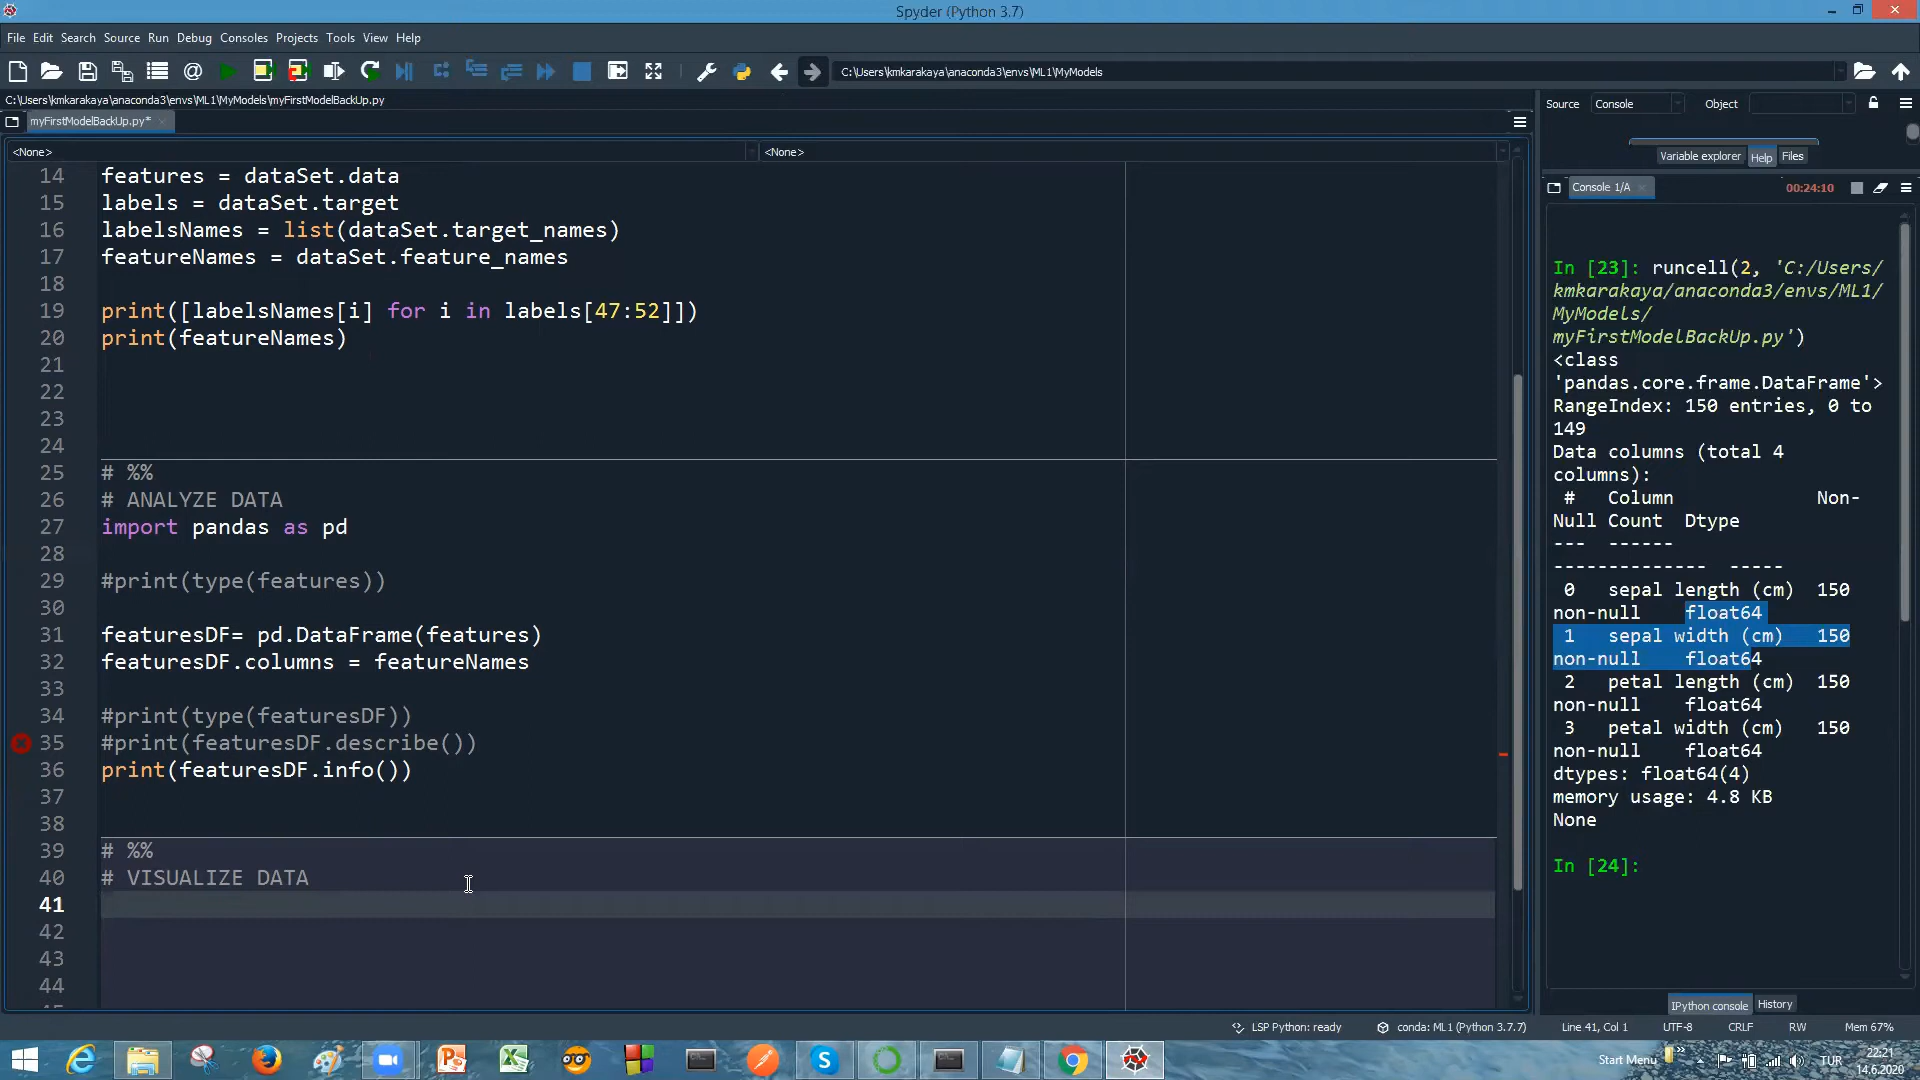 Spyder (Python 3.7)
File Edit Search Source Run Debug Consoles Projects Tools View Help
C:\Users\kmkarakaya\anaconda3\envs\ML1\MyModels
C:\Users\kmkarakaya\anaconda3\envs\ML1\MyModels\myFirstModelBackUp.py
myFirstModelBackUp.py*
<None> <None>
14 features = dataSet.data
15 labels = dataSet.target
16 labelsNames = list(dataSet.target_names)
17 featureNames = dataSet.feature_names
18
19 print([labelsNames[i] for i in labels[47:52]])
20 print(featureNames)
21
22
23
24
25 # %%
26 # ANALYZE DATA
27 import pandas as pd
28
29 #print(type(features))
30
31 featuresDF= pd.DataFrame(features)
32 featuresDF.columns = featureNames
33
34 #print(type(featuresDF))
35 #print(featuresDF.describe())
36 print(featuresDF.info())
37
38
39 # %%
40 # VISUALIZE DATA
41
42
43
44
Source Console Object
Variable explorer Help Files
Console 1/A 00:24:10
In [23]: runcell(2, 'C:/Users/
kmkarakaya/anaconda3/envs/ML1/
MyModels/
myFirstModelBackUp.py')
<class
'pandas.core.frame.DataFrame'>
RangeIndex: 150 entries, 0 to
149
Data columns (total 4
columns):
# Column Non-
Null Count Dtype
--- ------
-------------- -----
0 sepal length (cm) 150
non-null float64
1 sepal width (cm) 150
non-null float64
2 petal length (cm) 150
non-null float64
3 petal width (cm) 150
non-null float64
dtypes: float64(4)
memory usage: 4.8 KB
None
In [24]:
IPython console History
LSP Python: ready conda: ML1 (Python 3.7.7) Line 41, Col 1 UTF-8 CRLF RW Mem 67%
Start Menu TUR 22:21
14.6.2020